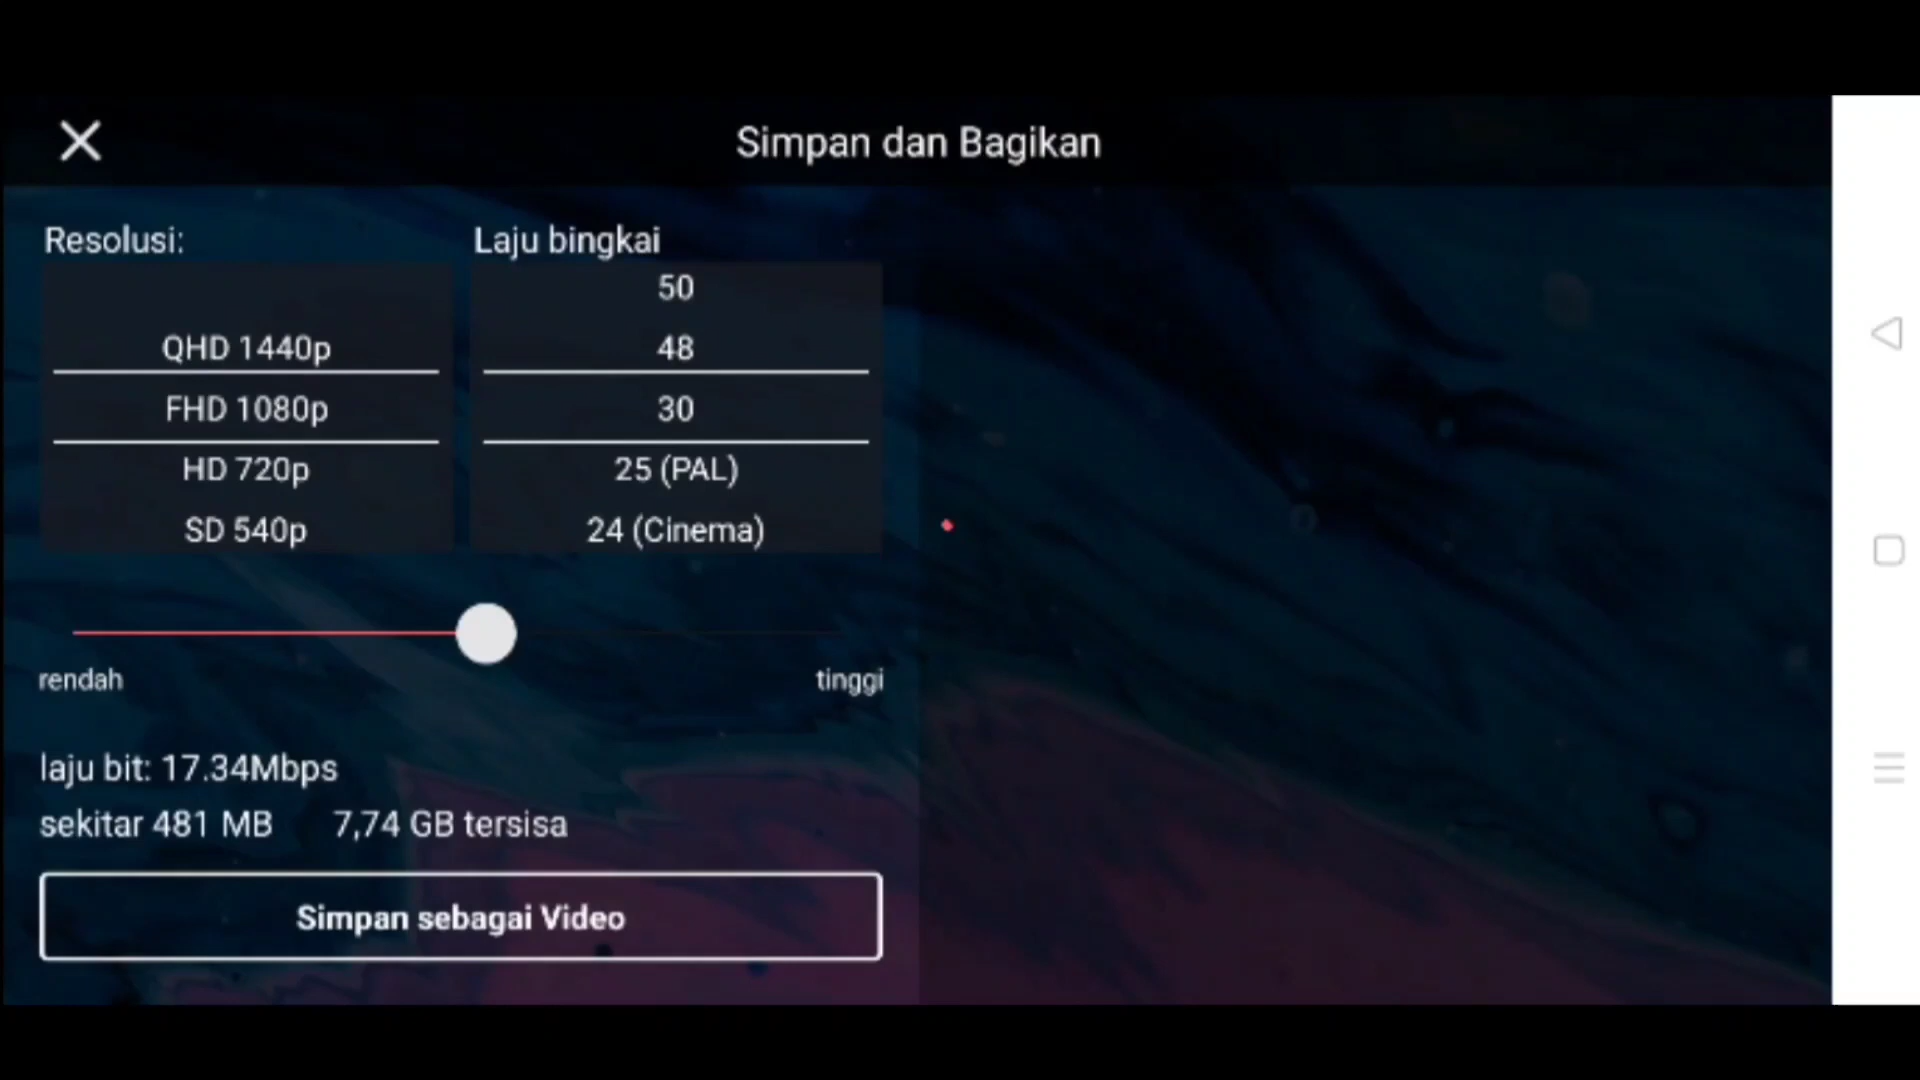 Simpan dan Bagikan
Resolusi:
QHD 1440p
FHD 1080p
HD 720p
SD 540p
Laju bingkai
50
48
30
25 (PAL)
24 (Cinema)
rendah
tinggi
laju bit: 17.34Mbps
sekitar 481 MB 7,74 GB tersisa
Simpan sebagai Video